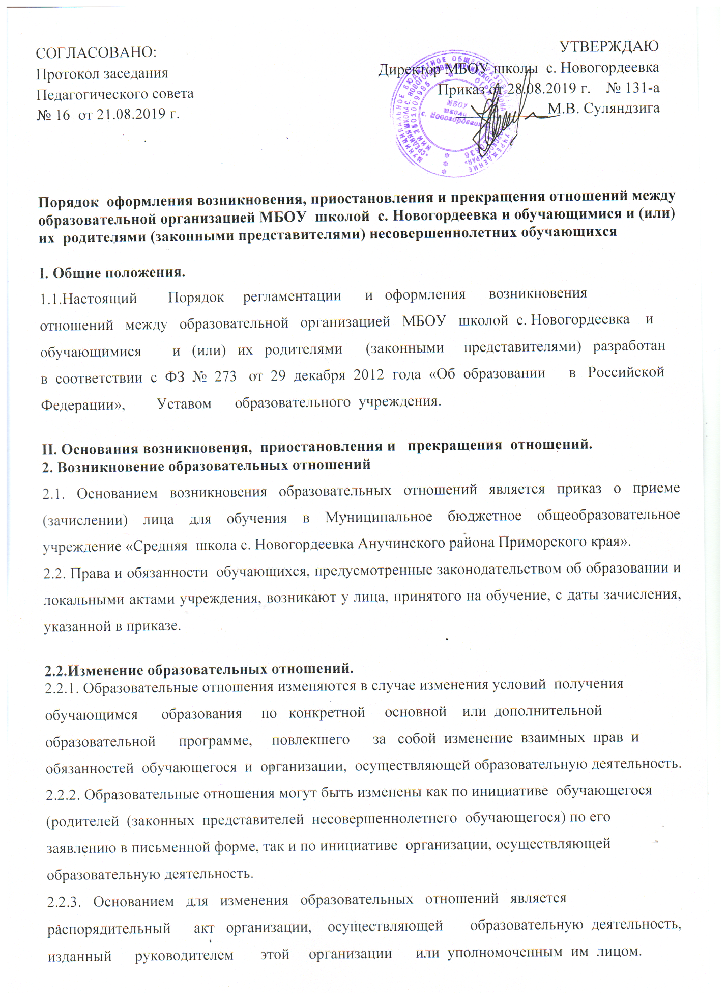 СОГЛАСОВАНО:
Протокол заседания
Педагогического совета
№ 16 от 21.08.2019 г.
УТВЕРЖДАЮ
Директор МБОУ школы с. Новогордеевка
Приказ от 28.08.2019 г. № 131-а
М.В. Суляндзига
МБОУ
школа
с. Новогордеевка
Порядок оформления возникновения, приостановления и прекращения отношений между
образовательной организацией МБОУ школой с. Новогордеевка и обучающимися и (или)
их родителями (законными представителями) несовершеннолетних обучающихся
I. Общие положения.
1.1.Настоящий Порядок регламентации и оформления возникновения
отношений между образовательной организацией МБОУ школой с. Новогордеевка и
обучающимися и (или) их родителями (законными представителями) разработан
в соответствии с ФЗ № 273 от 29 декабря 2012 года «Об образовании в Российской
Федерации», Уставом образовательного учреждения.
II. Основания возникновения, приостановления и прекращения отношений.
2. Возникновение образовательных отношений
2.1. Основанием возникновения образовательных отношений является приказ о приеме
(зачислении) лица для обучения в Муниципальное бюджетное общеобразовательное
учреждение «Средняя школа с. Новогордеевка Анучинского района Приморского края».
2.2. Права и обязанности обучающихся, предусмотренные законодательством об образовании и
локальными актами учреждения, возникают у лица, принятого на обучение, с даты зачисления,
указанной в приказе.
2.2.Изменение образовательных отношений.
2.2.1. Образовательные отношения изменяются в случае изменения условий получения
обучающимся образования по конкретной основной или дополнительной
образовательной программе, повлекшего за собой изменение взаимных прав и
обязанностей обучающегося и организации, осуществляющей образовательную деятельность.
2.2.2. Образовательные отношения могут быть изменены как по инициативе обучающегося
(родителей (законных представителей несовершеннолетнего обучающегося) по его
заявлению в письменной форме, так и по инициативе организации, осуществляющей
образовательную деятельность.
2.2.3. Основанием для изменения образовательных отношений является
распорядительный акт организации, осуществляющей образовательную деятельность,
изданный руководителем этой организации или уполномоченным им лицом.